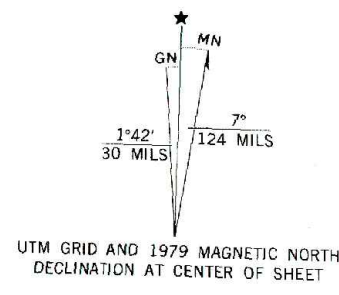 MN
GN
7°
124 MILS
1°42'
30 MILS
UTM GRID AND 1979 MAGNETIC NORTH
DECLINATION AT CENTER OF SHEET